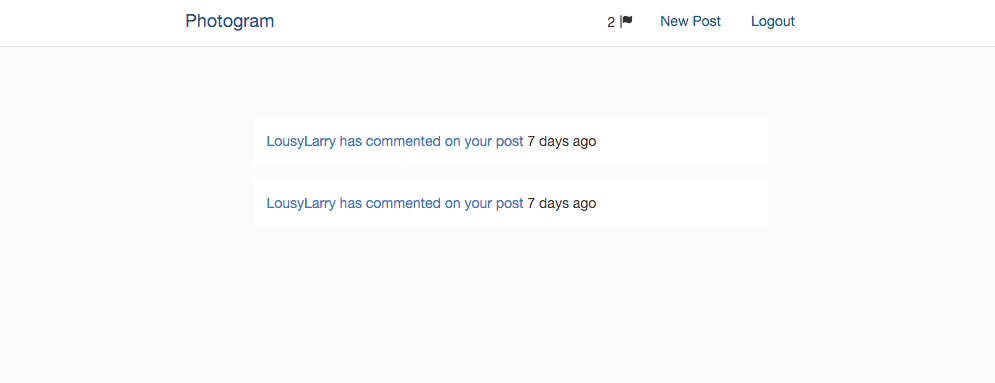 Photogram 2 New Post Logout
LousyLarry has commented on your post 7 days ago
LousyLarry has commented on your post 7 days ago